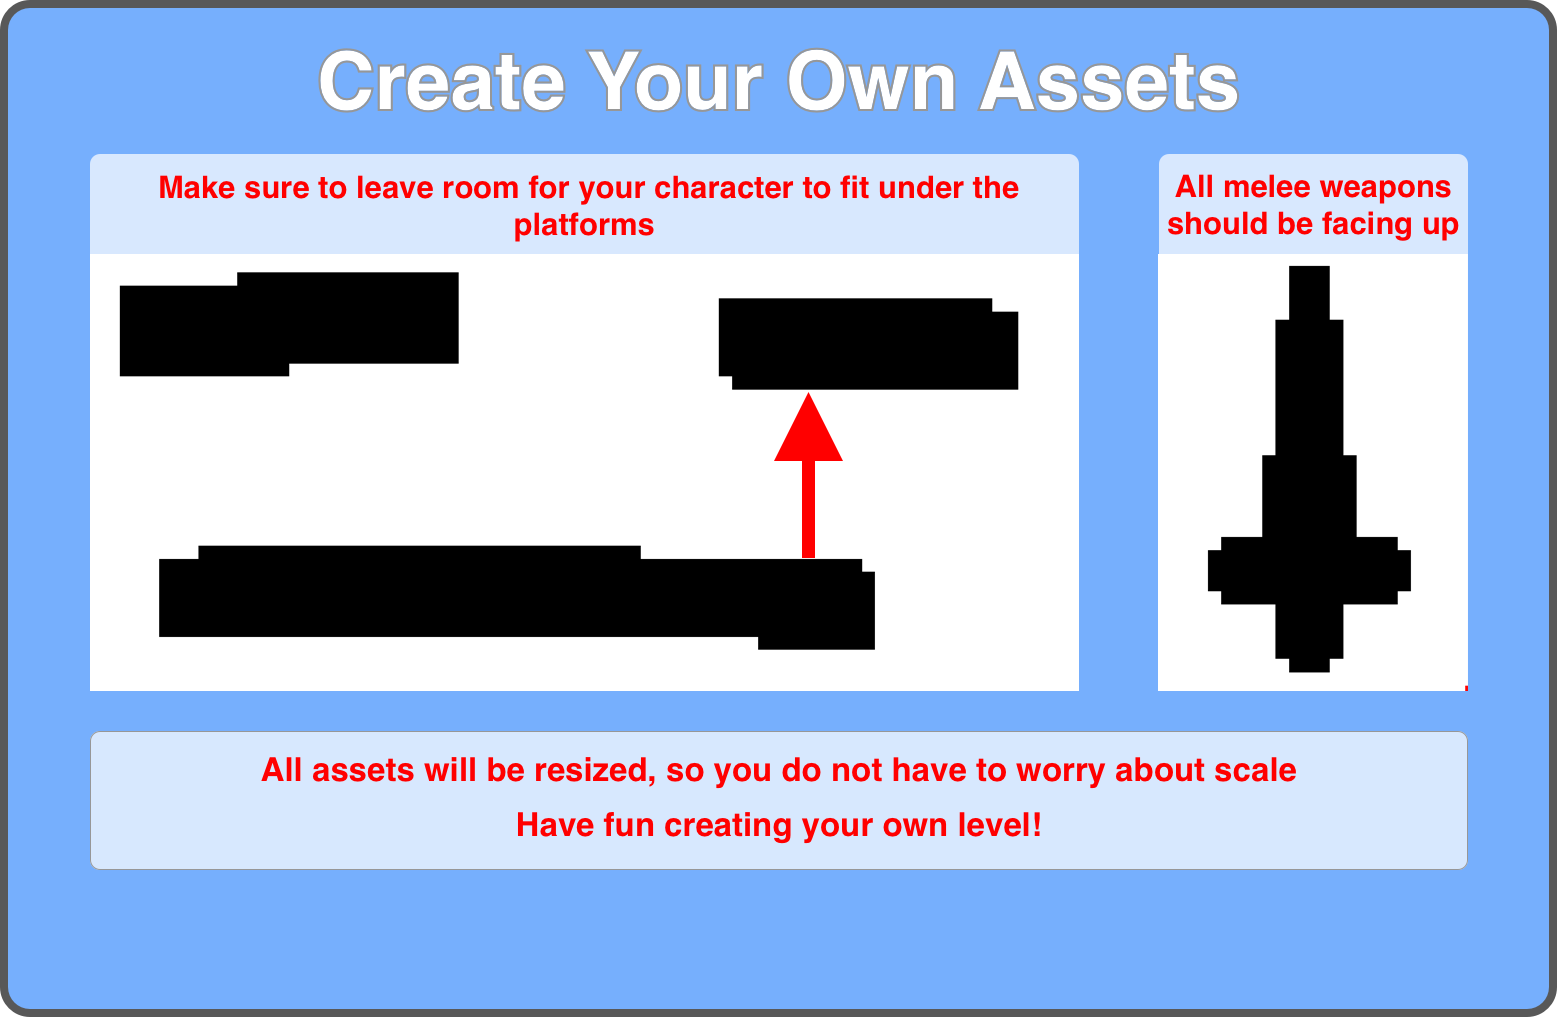 Create Your Own Assets
Make sure to leave room for your character to fit under the
platforms
All melee weapons
should be facing up
All assets will be resized, so you do not have to worry about scale
Have fun creating your own level!